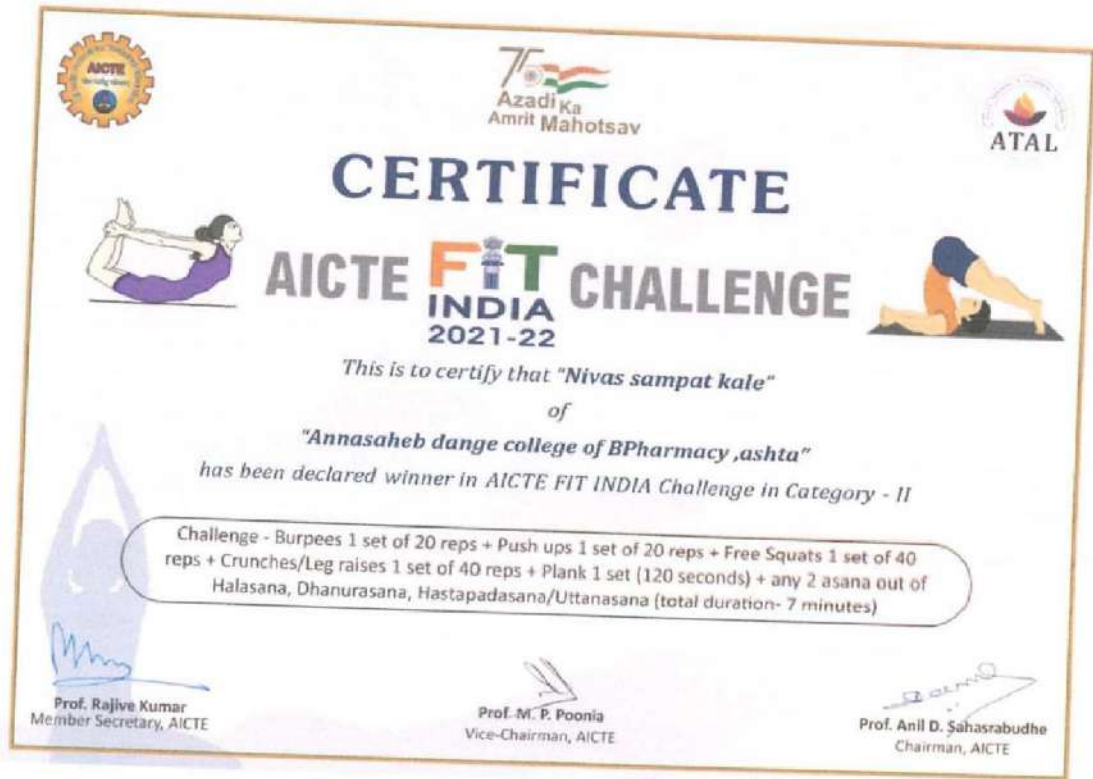 AICTE
75
Azadi Ka
Amrit Mahotsav
ATAL
CERTIFICATE
AICTE FIT CHALLENGE
INDIA
2021-22
This is to certify that "Nivas sampat kale"
of
"Annasaheb dange college of BPharmacy ,ashta"
has been declared winner in AICTE FIT INDIA Challenge in Category - II
Challenge - Burpees 1 set of 20 reps + Push ups 1 set of 20 reps + Free Squats 1 set of 40
reps + Crunches/Leg raises 1 set of 40 reps + Plank 1 set (120 seconds) + any 2 asana out of
Halasana, Dhanurasana, Hastapadasana/Uttanasana (total duration- 7 minutes)
Prof. Rajive Kumar
Member Secretary, AICTE
Prof. M. P. Poonia
Vice-Chairman, AICTE
Prof. Anil D. Sahasrabudhe
Chairman, AICTE